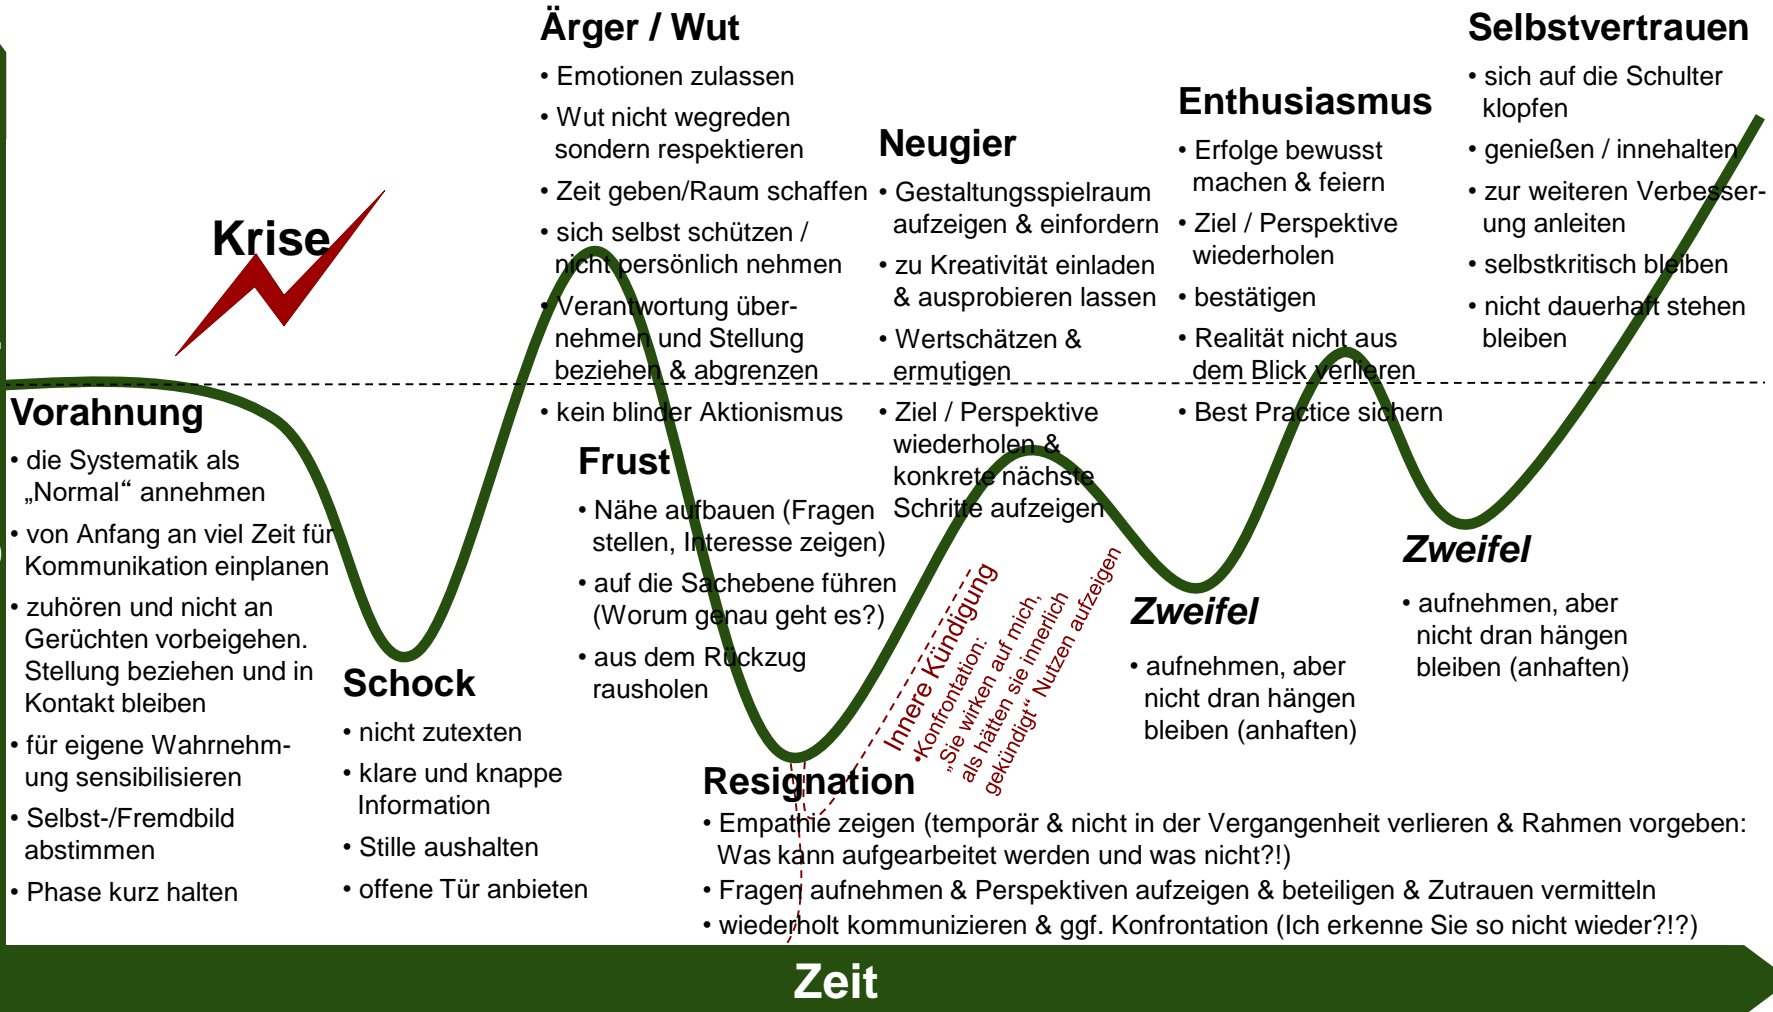 Krise
Vorahnung
• die Systematik als
„Normal“ annehmen
• von Anfang an viel Zeit für
Kommunikation einplanen
• zuhören und nicht an
Gerüchten vorbeigehen.
Stellung beziehen und in
Kontakt bleiben
• für eigene Wahrnehm-
ung sensibilisieren
• Selbst-/Fremdbild
abstimmen
• Phase kurz halten
Schock
• nicht zutexten
• klare und knappe
Information
• Stille aushalten
• offene Tür anbieten
Ärger / Wut
• Emotionen zulassen
• Wut nicht wegreden
sondern respektieren
• Zeit geben/Raum schaffen
• sich selbst schützen /
nicht persönlich nehmen
• Verantwortung über-
nehmen und Stellung
beziehen & abgrenzen
• kein blinder Aktionismus
Frust
• Nähe aufbauen (Fragen
stellen, Interesse zeigen)
• auf die Sachebene führen
(Worum genau geht es?)
• aus dem Rückzug
rausholen
Resignation
• Empathie zeigen (temporär & nicht in der Vergangenheit verlieren & Rahmen vorgeben:
Was kann aufgearbeitet werden und was nicht?!)
• Fragen aufnehmen & Perspektiven aufzeigen & beteiligen & Zutrauen vermitteln
• wiederholt kommunizieren & ggf. Konfrontation (Ich erkenne Sie so nicht wieder?!?)
Innere Kündigung
•Konfrontation:
„Sie wirken auf mich,
als hätten sie innerlich
gekündigt“ Nutzen aufzeigen
Neugier
• Gestaltungsspielraum
aufzeigen & einfordern
• zu Kreativität einladen
& ausprobieren lassen
• Wertschätzen &
ermutigen
• Ziel / Perspektive
wiederholen &
konkrete nächste
Schritte aufzeigen
Zweifel
• aufnehmen, aber
nicht dran hängen
bleiben (anhaften)
Enthusiasmus
• Erfolge bewusst
machen & feiern
• Ziel / Perspektive
wiederholen
• bestätigen
• Realität nicht aus
dem Blick verlieren
• Best Practice sichern
Zweifel
• aufnehmen, aber
nicht dran hängen
bleiben (anhaften)
Selbstvertrauen
• sich auf die Schulter
klopfen
• genießen / innehalten
• zur weiteren Verbesser-
ung anleiten
• selbstkritisch bleiben
• nicht dauerhaft stehen
bleiben
Zeit